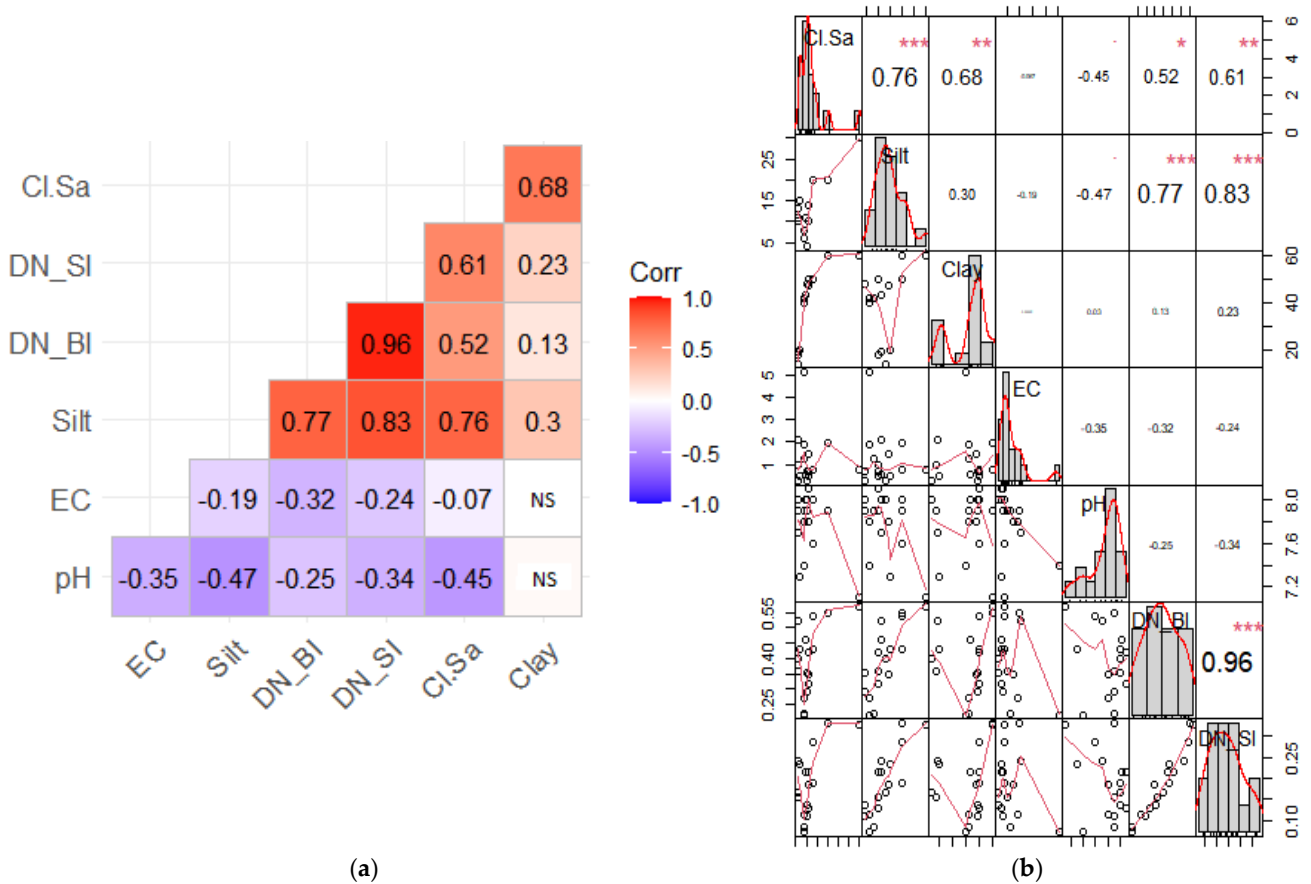 Cl.Sa 0.68
DN_SI 0.61 0.23
DN_BI 0.96 0.52 0.13
Silt 0.77 0.83 0.76 0.3
EC -0.19 -0.32 -0.24 -0.07 NS
pH -0.35 -0.47 -0.25 -0.34 -0.45 NS
EC Silt DN_BI DN_SI Cl.Sa Clay
Corr
1.0
0.5
0.0
-0.5
-1.0
(a)
Cl.Sa *** ** . * **
0.76 0.68 -0.45 0.52 0.61
0 2 4 6
5 15 25
Silt . *** ***
0.30 -0.19 -0.47 0.77 0.83
Clay
0.03 0.13 0.23
20 40 60
1 2 3 4 5
EC
-0.35 -0.32 -0.24
pH
-0.25 -0.34
7.2 7.6 8.0
0.25 0.40 0.55
DN_BI ***
0.96
DN_SI
0.10 0.25
(b)